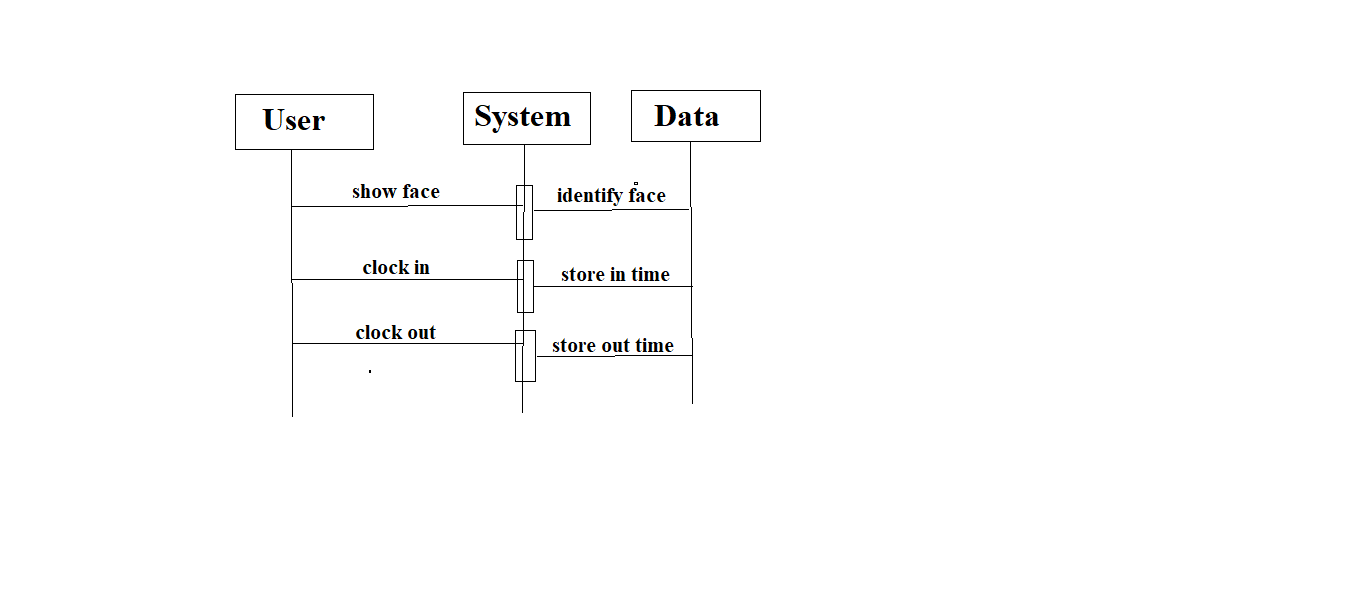 User
System
Data
show face
identify face
clock in
store in time
clock out
store out time